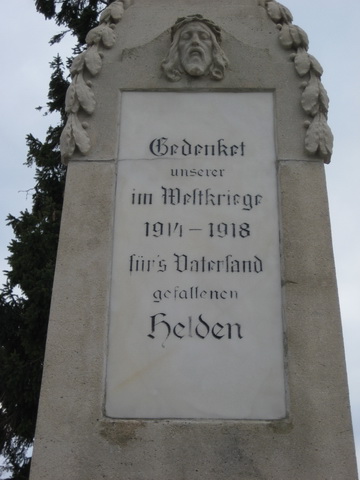 Gedenket
unserer
im Weltkriege
1914 – 1918
für's Vaterland
gefallenen
Helden